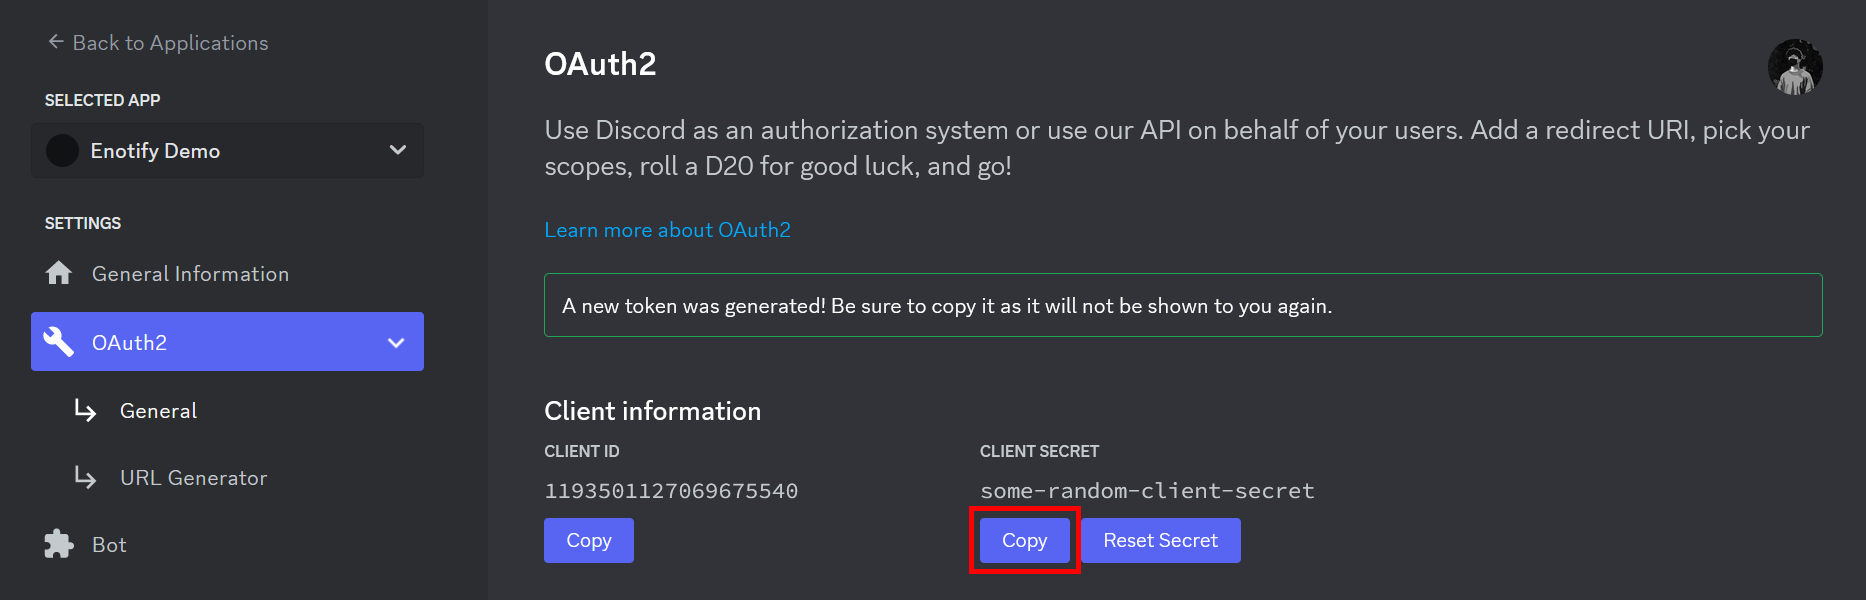 Back to Applications
SELECTED APP
Enotify Demo
SETTINGS
General Information
OAuth2
General
URL Generator
Bot
OAuth2
Use Discord as an authorization system or use our API on behalf of your users. Add a redirect URI, pick your
scopes, roll a D20 for good luck, and go!
Learn more about OAuth2
A new token was generated! Be sure to copy it as it will not be shown to you again.
Client information
CLIENT ID
1193501127069675540
Copy
CLIENT SECRET
some-random-client-secret
Copy
Reset Secret